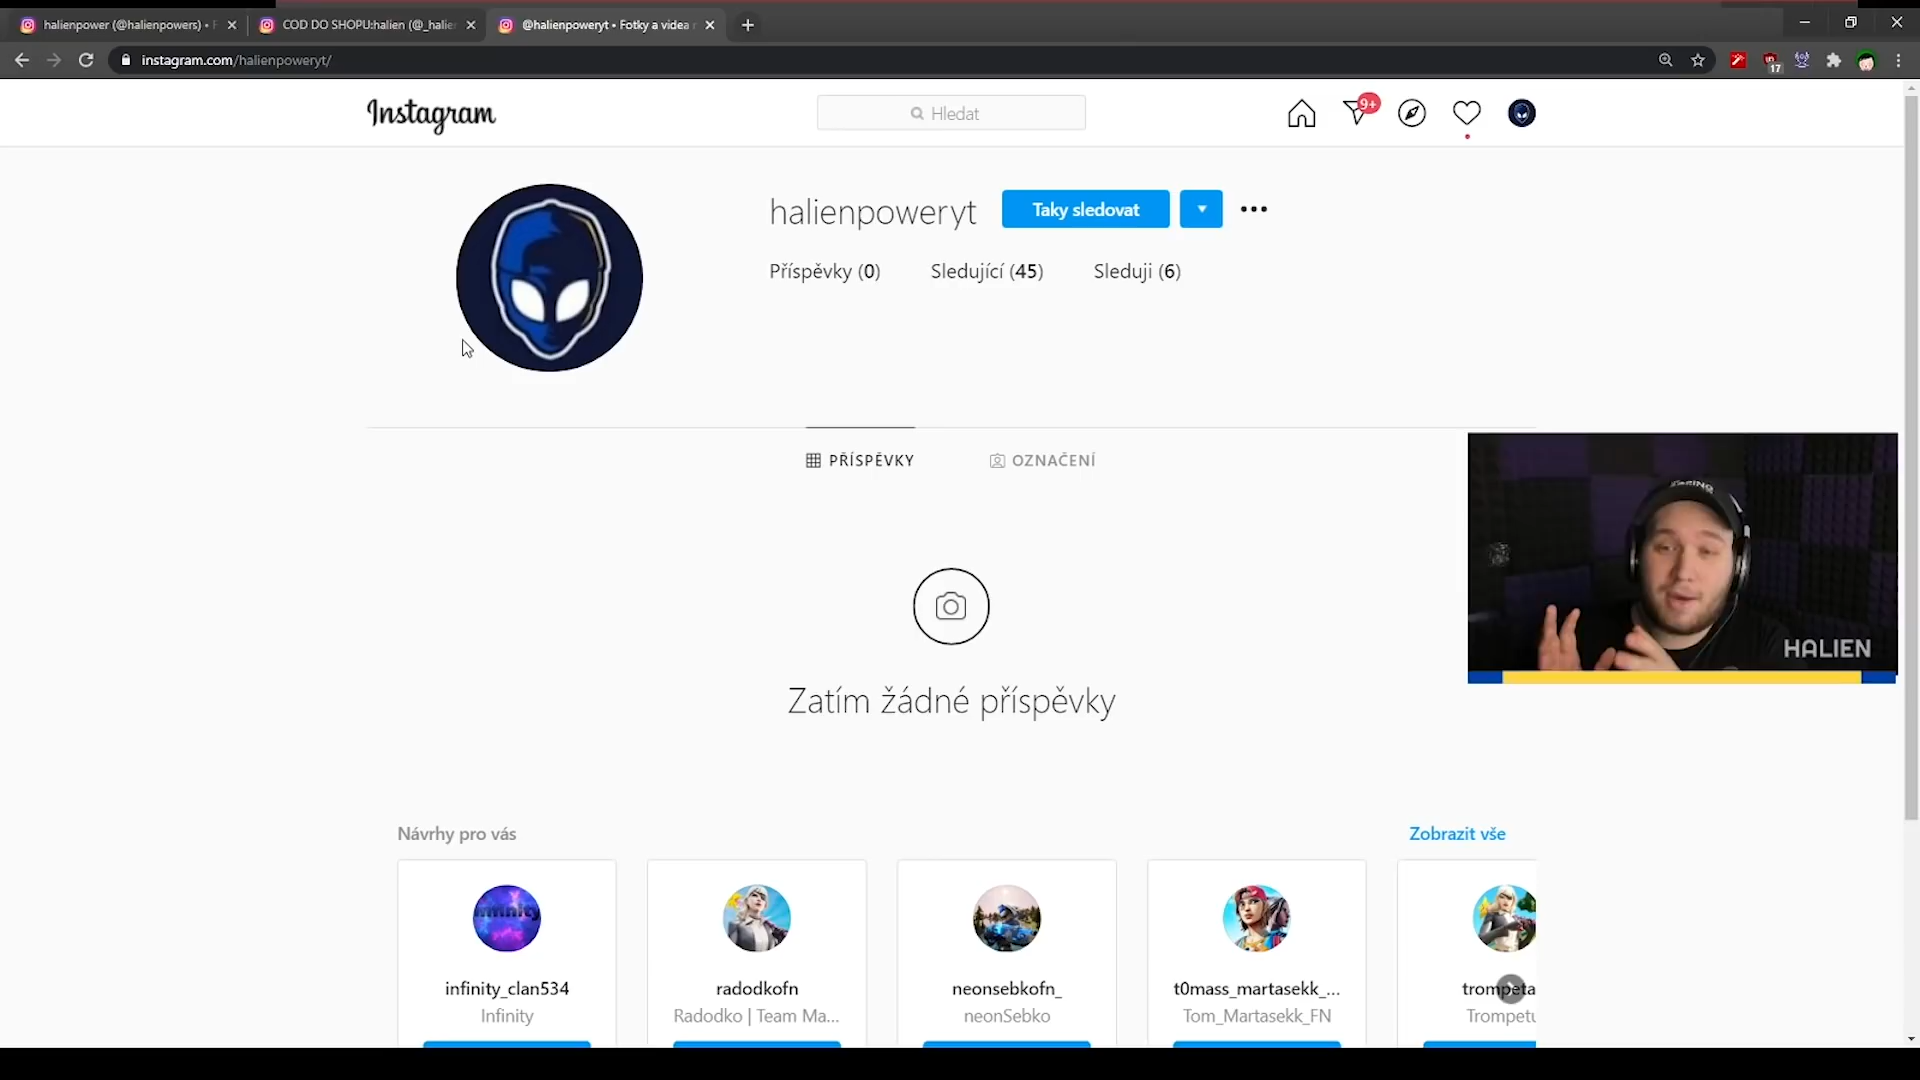 halienpower (@halienpowers) •
COD DO SHOPU:halien (@_halie
@halienpoweryt • Fotky a videa
instagram.com/halienpoweryt/
17
Instagram
Hledat
9+
halienpoweryt
Taky sledovat
Příspěvky (0)
Sledující (45)
Sleduji (6)
PŘÍSPĚVKY
OZNAČENÍ
HALIEN
Zatím žádné příspěvky
Návrhy pro vás
Zobrazit vše
infinity_clan534
Infinity
radodkofn
Radodko | Team Ma...
neonsebkofn_
neonSebko
t0mass_martasekk_...
Tom_Martasekk_FN
trompeta
Trompetu